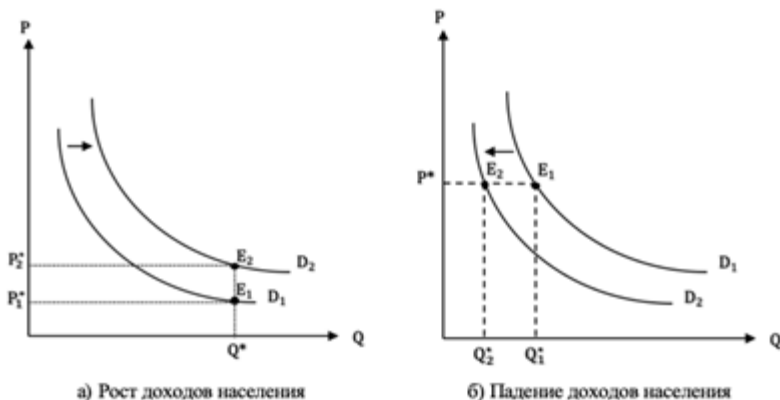 P
P
E₂
E₁
P*
P₂*
E₂
D₁
D₂
P₁*
E₁
D₁
D₂
Q
Q
Q*
Q₂*
Q₁*
а) Рост доходов населения
б) Падение доходов населения